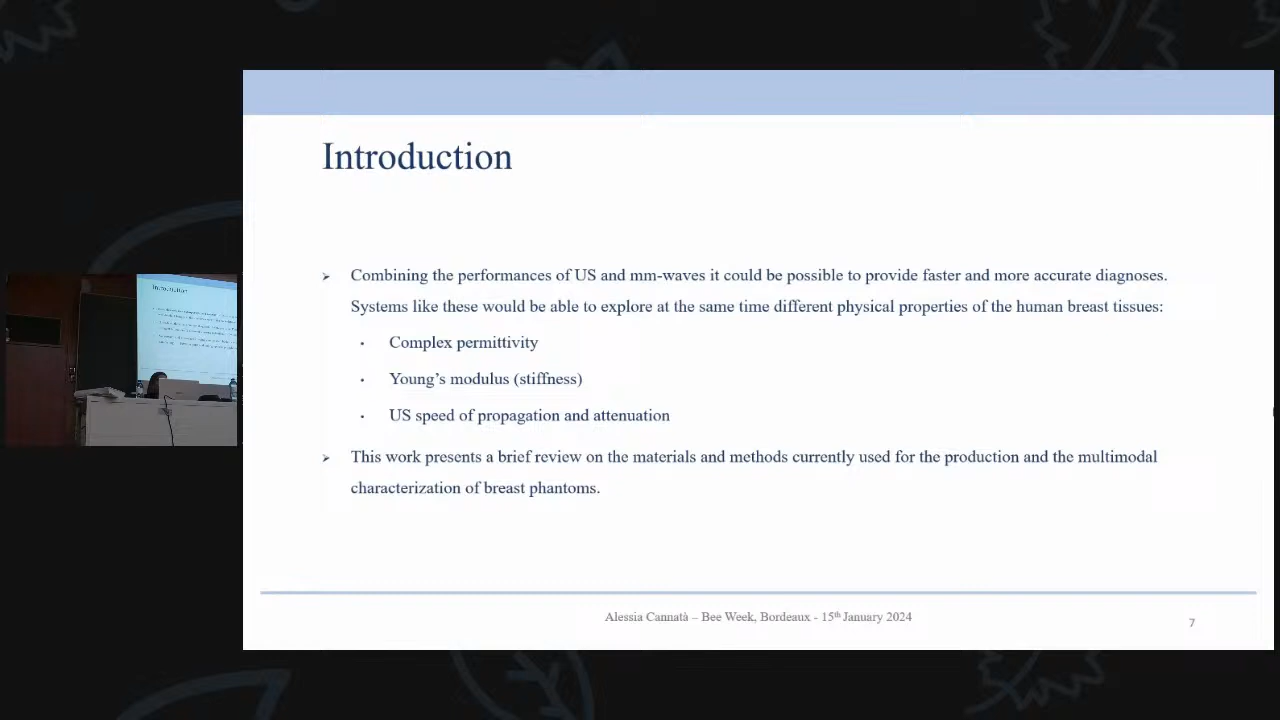 Introduction
➢ Combining the performances of US and mm-waves it could be possible to provide faster and more accurate diagnoses.
Systems like these would be able to explore at the same time different physical properties of the human breast tissues:
• Complex permittivity
• Young’s modulus (stiffness)
• US speed of propagation and attenuation
➢ This work presents a brief review on the materials and methods currently used for the production and the multimodal
characterization of breast phantoms.
Alessia Cannatà – Bee Week, Bordeaux - 15th January 2024
7
Introduction